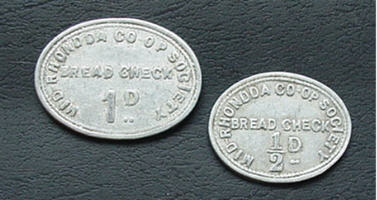 MID RHONDDA CO-OP SOCIETY
BREAD CHECK
1D
MID RHONDDA CO-OP SOCIETY
BREAD CHECK
1/2 D